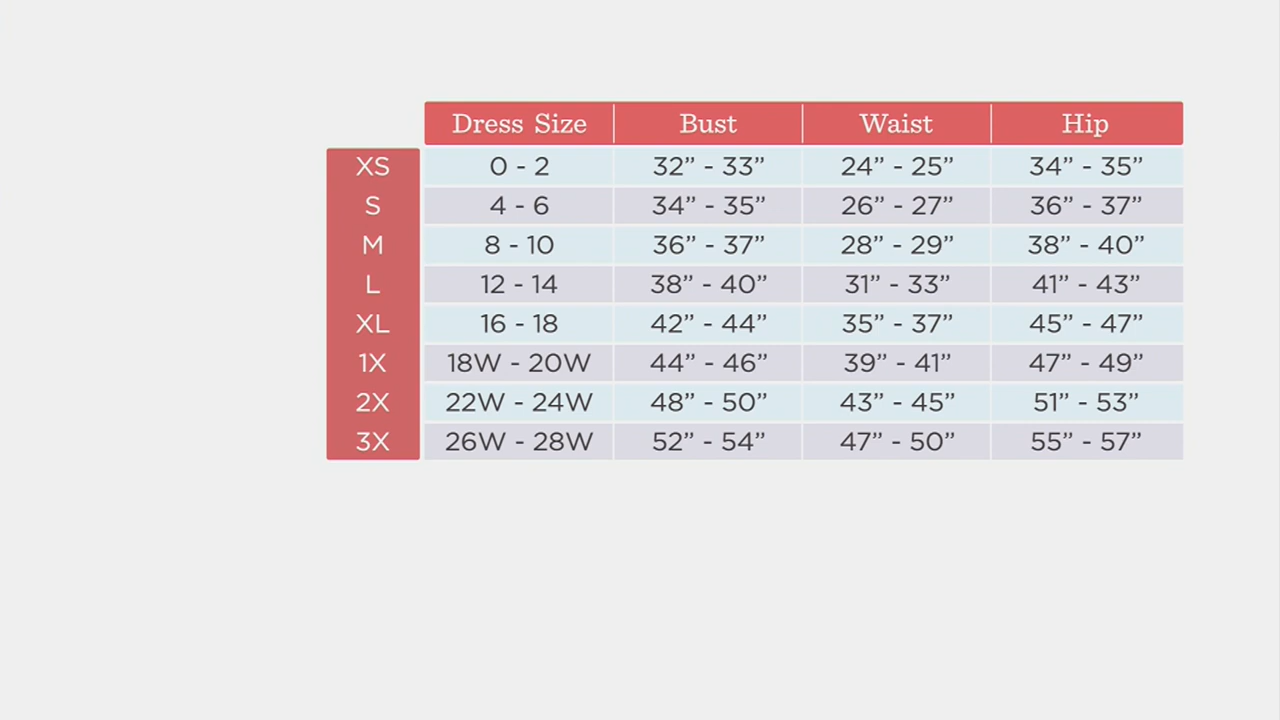 Dress Size Bust Waist Hip
XS 0 - 2 32” - 33” 24” - 25” 34” - 35”
S 4 - 6 34” - 35” 26” - 27” 36” - 37”
M 8 - 10 36” - 37” 28” - 29” 38” - 40”
L 12 - 14 38” - 40” 31” - 33” 41” - 43”
XL 16 - 18 42” - 44” 35” - 37” 45” - 47”
1X 18W - 20W 44” - 46” 39” - 41” 47” - 49”
2X 22W - 24W 48” - 50” 43” - 45” 51” - 53”
3X 26W - 28W 52” - 54” 47” - 50” 55” - 57”